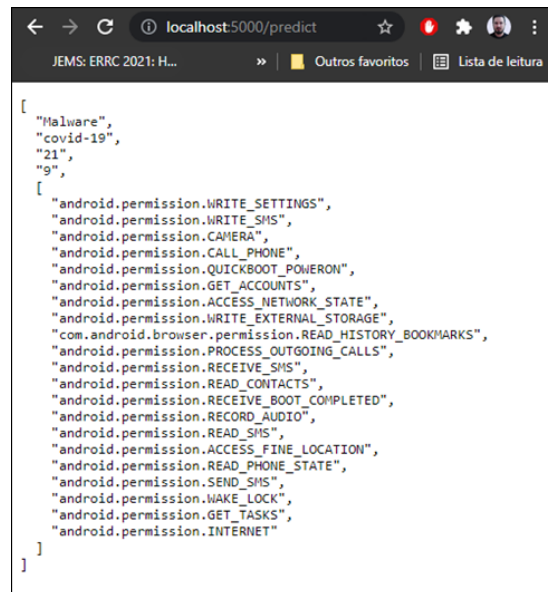 localhost:5000/predict
JEMS: ERRC 2021: H... » Outros favoritos Lista de leitura
[
"Malware",
"covid-19",
"21",
"9",
[
"android.permission.WRITE_SETTINGS",
"android.permission.WRITE_SMS",
"android.permission.CAMERA",
"android.permission.CALL_PHONE",
"android.permission.QUICKBOOT_POWERON",
"android.permission.GET_ACCOUNTS",
"android.permission.ACCESS_NETWORK_STATE",
"android.permission.WRITE_EXTERNAL_STORAGE",
"com.android.browser.permission.READ_HISTORY_BOOKMARKS",
"android.permission.PROCESS_OUTGOING_CALLS",
"android.permission.RECEIVE_SMS",
"android.permission.READ_CONTACTS",
"android.permission.RECEIVE_BOOT_COMPLETED",
"android.permission.RECORD_AUDIO",
"android.permission.READ_SMS",
"android.permission.ACCESS_FINE_LOCATION",
"android.permission.READ_PHONE_STATE",
"android.permission.SEND_SMS",
"android.permission.WAKE_LOCK",
"android.permission.GET_TASKS",
"android.permission.INTERNET"
]
]